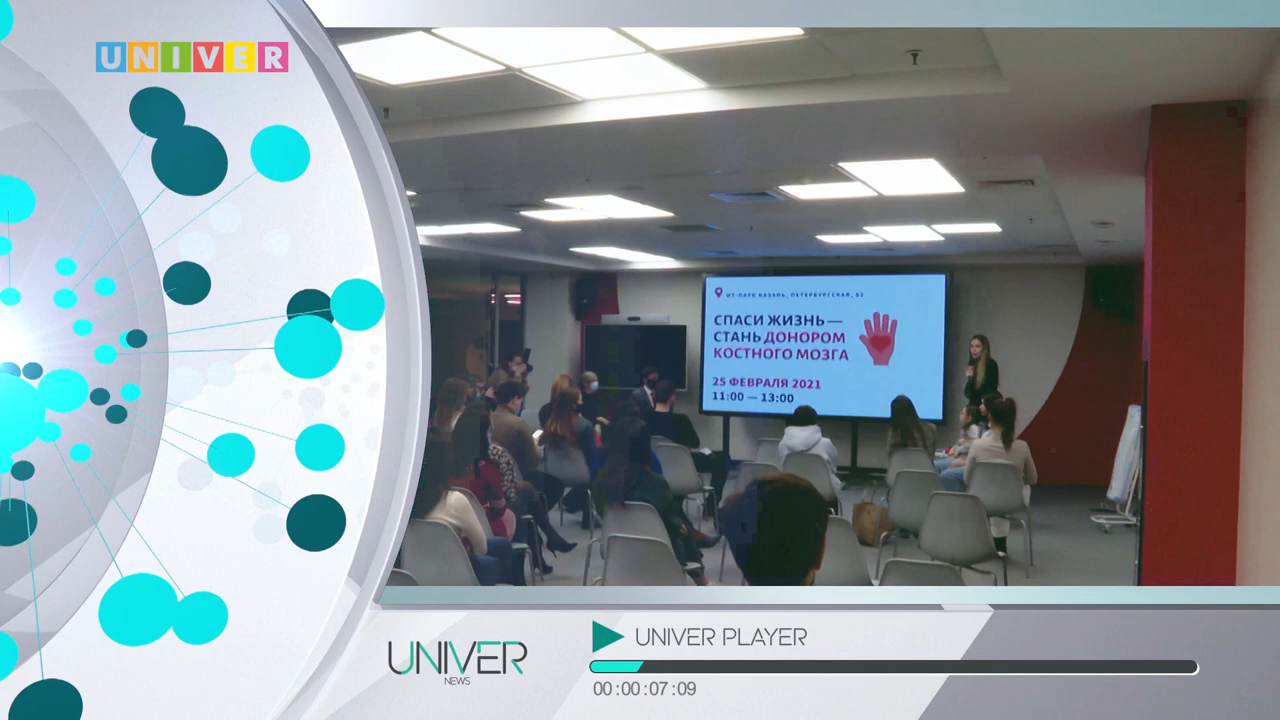 UNIVER
ИТ-ПАРК КАЗАНЬ, ПЕТЕРБУРГСКАЯ, 52
СПАСИ ЖИЗНЬ —
СТАНЬ ДОНОРОМ
КОСТНОГО МОЗГА
25 ФЕВРАЛЯ 2021
11:00 — 13:00
UNIVER
NEWS
UNIVER PLAYER
00:00:07:09